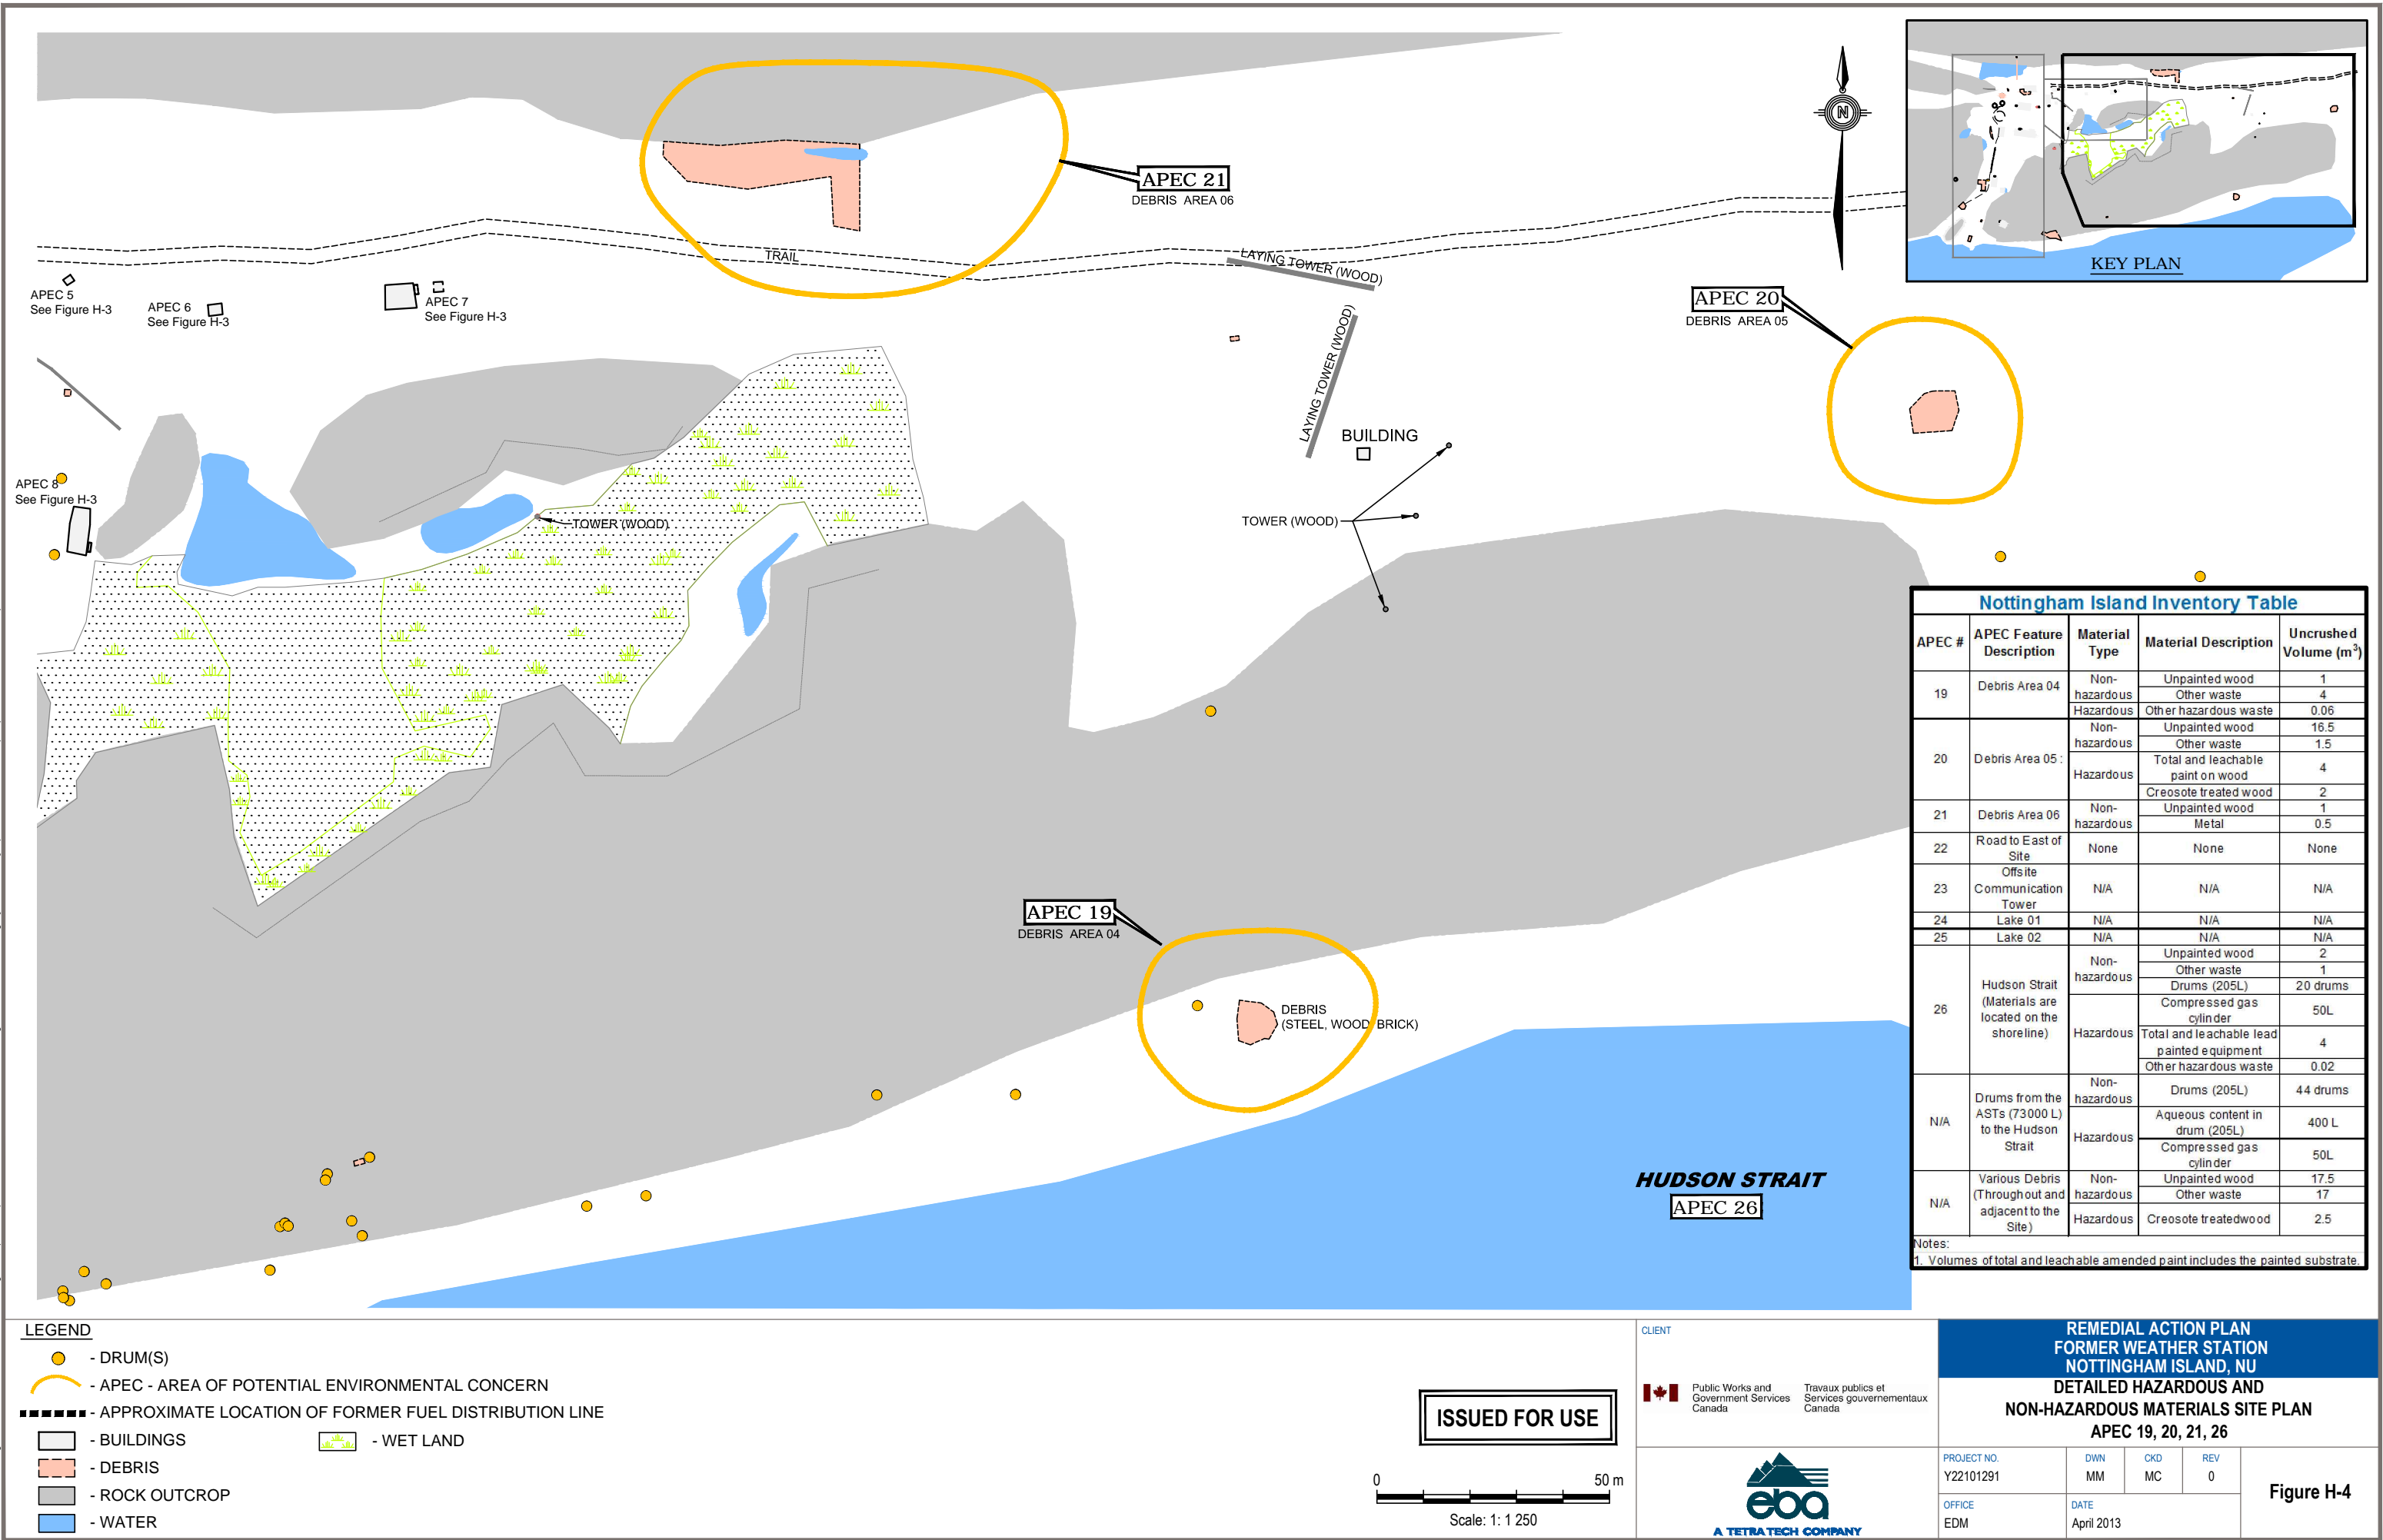 APEC 21
DEBRIS AREA 06
TRAIL
LAYING TOWER (WOOD)
LAYING TOWER (WOOD)
APEC 5
See Figure H-3
APEC 6
See Figure H-3
APEC 7
See Figure H-3
APEC 20
DEBRIS AREA 05
N
KEY PLAN
BUILDING
APEC 8
See Figure H-3
TOWER (WOOD)
TOWER (WOOD)
APEC 19
DEBRIS AREA 04
DEBRIS
(STEEL, WOOD, BRICK)
HUDSON STRAIT
APEC 26
Nottingham Island Inventory Table
APEC # APEC Feature Description Material Type Material Description Uncrushed Volume (m³)
19 Debris Area 04 Non-hazardous Unpainted wood 1
Other waste 4
Hazardous Other hazardous waste 0.06
20 Debris Area 05 : Non-hazardous Unpainted wood 16.5
Other waste 1.5
Hazardous Total and leachable paint on wood 4
Creosote treated wood 2
21 Debris Area 06 Non-hazardous Unpainted wood 1
Metal 0.5
22 Road to East of Site None None None
23 Offsite Communication Tower N/A N/A N/A
24 Lake 01 N/A N/A N/A
25 Lake 02 N/A N/A N/A
26 Hudson Strait (Materials are located on the shoreline) Non-hazardous Unpainted wood 2
Other waste 1
Drums (205L) 20 drums
Hazardous Compressed gas cylinder 50L
Total and leachable lead painted equipment 4
Other hazardous waste 0.02
N/A Drums from the ASTs (73000 L) to the Hudson Strait Non-hazardous Drums (205L) 44 drums
Hazardous Aqueous content in drum (205L) 400 L
Compressed gas cylinder 50L
N/A Various Debris (Throughout and adjacent to the Site) Non-hazardous Unpainted wood 17.5
Other waste 17
Hazardous Creosote treatedwood 2.5
Notes:
1. Volumes of total and leachable amended paint includes the painted substrate.
LEGEND
- DRUM(S)
- APEC - AREA OF POTENTIAL ENVIRONMENTAL CONCERN
- APPROXIMATE LOCATION OF FORMER FUEL DISTRIBUTION LINE
- BUILDINGS
- WET LAND
- DEBRIS
- ROCK OUTCROP
- WATER
ISSUED FOR USE
0 50 m
Scale: 1: 1 250
CLIENT
Public Works and Government Services Canada
Travaux publics et Services gouvernementaux Canada
eba
A TETRA TECH COMPANY
REMEDIAL ACTION PLAN
FORMER WEATHER STATION
NOTTINGHAM ISLAND, NU
DETAILED HAZARDOUS AND
NON-HAZARDOUS MATERIALS SITE PLAN
APEC 19, 20, 21, 26
PROJECT NO.
Y22101291
DWN
MM
CKD
MC
REV
0
OFFICE
EDM
DATE
April 2013
Figure H-4